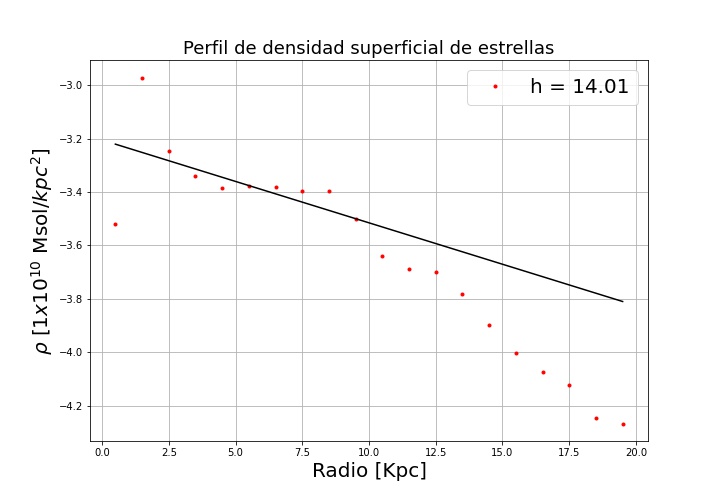 Perfil de densidad superficial de estrellas
h = 14.01
ρ [1x10¹⁰ Msol/kpc²]
−3.0
−3.2
−3.4
−3.6
−3.8
−4.0
−4.2
0.0 2.5 5.0 7.5 10.0 12.5 15.0 17.5 20.0
Radio [Kpc]